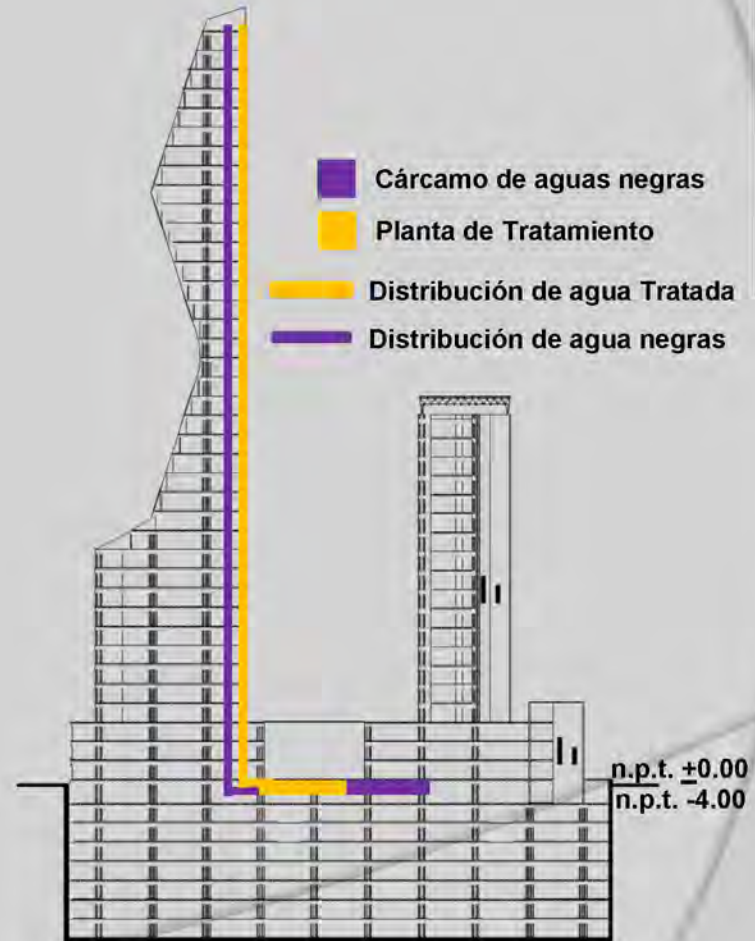 Cárcamo de aguas negras
Planta de Tratamiento
Distribución de agua Tratada
Distribución de agua negras
n.p.t. ±0.00
n.p.t. -4.00